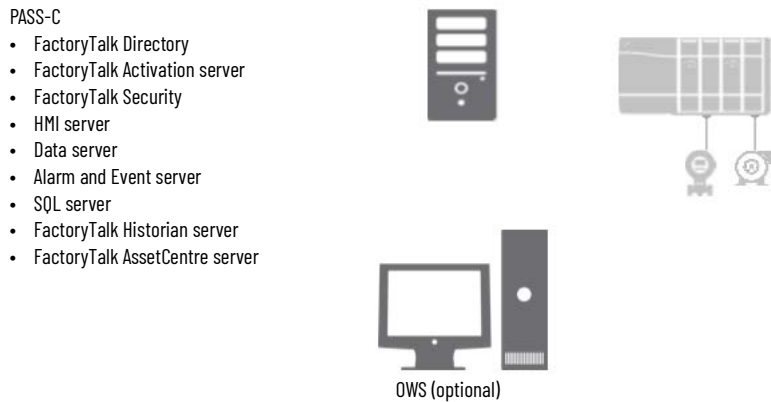 PASS-C
• FactoryTalk Directory
• FactoryTalk Activation server
• FactoryTalk Security
• HMI server
• Data server
• Alarm and Event server
• SQL server
• FactoryTalk Historian server
• FactoryTalk AssetCentre server
OWS (optional)